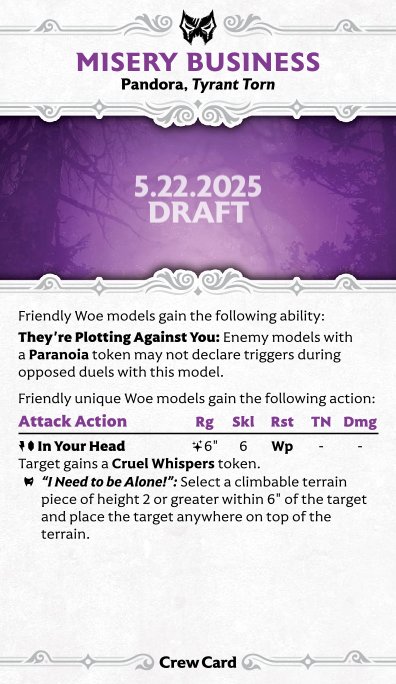 MISERY BUSINESS
Pandora, Tyrant Torn
5.22.2025
DRAFT
Friendly Woe models gain the following ability:
They're Plotting Against You: Enemy models with
a Paranoia token may not declare triggers during
opposed duels with this model.
Friendly unique Woe models gain the following action:
Attack Action Rg Skl Rst TN Dmg
In Your Head 6" 6 Wp - -
Target gains a Cruel Whispers token.
"I Need to be Alone!": Select a climbable terrain
piece of height 2 or greater within 6" of the target
and place the target anywhere on top of the
terrain.
Crew Card